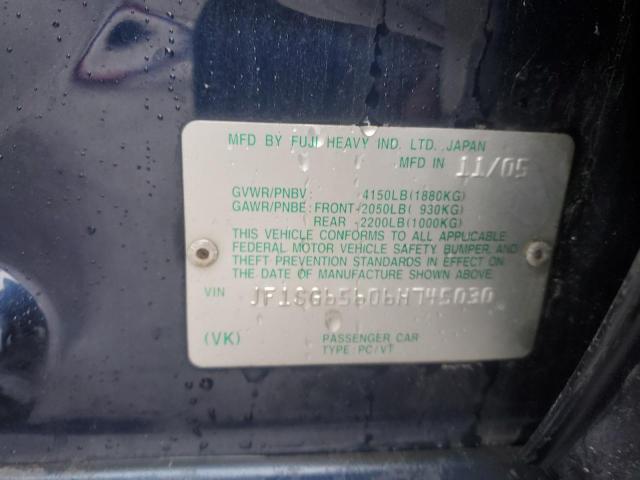 MFD BY FUJI HEAVY IND. LTD. JAPAN
MFD IN 11/05
GVWR/PNBV 4150LB(1880KG)
GAWR/PNBE:FRONT-2050LB( 930KG)
REAR -2200LB(1000KG)
THIS VEHICLE CONFORMS TO ALL APPLICABLE
FEDERAL MOTOR VEHICLE SAFETY BUMPER, AND
THEFT PREVENTION STANDARDS IN EFFECT ON
THE DATE OF MANUFACTURE SHOWN ABOVE.
VIN JF1SG65606H745030
(VK) PASSENGER CAR
TYPE:PC/VT